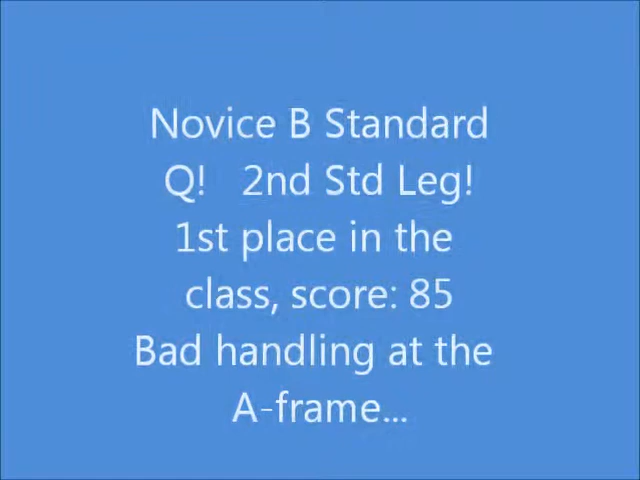 Novice B Standard
Q!   2nd Std Leg!
1st place in the
class, score: 85
Bad handling at the
A-frame...